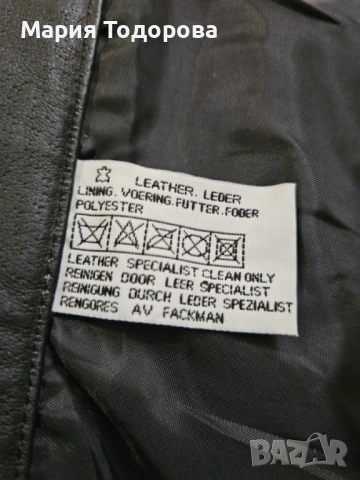 Мария Тодорова
LEATHER. LEDER
LINING. VOERING. FUTTER. FODER
POLYESTER
LEATHER SPECIALIST CLEAN ONLY
REINIGEN DOOR LEER SPECIALIST
REINIGUNG DURCH LEDER SPEZIALIST
RENGORES AV FACKMAN
BAZAR
bg